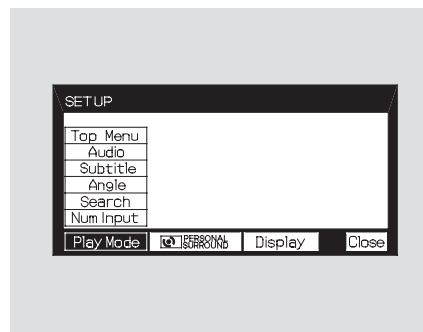 SETUP
Top Menu
Audio
Subtitle
Angle
Search
Num Input
Play Mode
PERSONAL
SURROUND
Display
Close